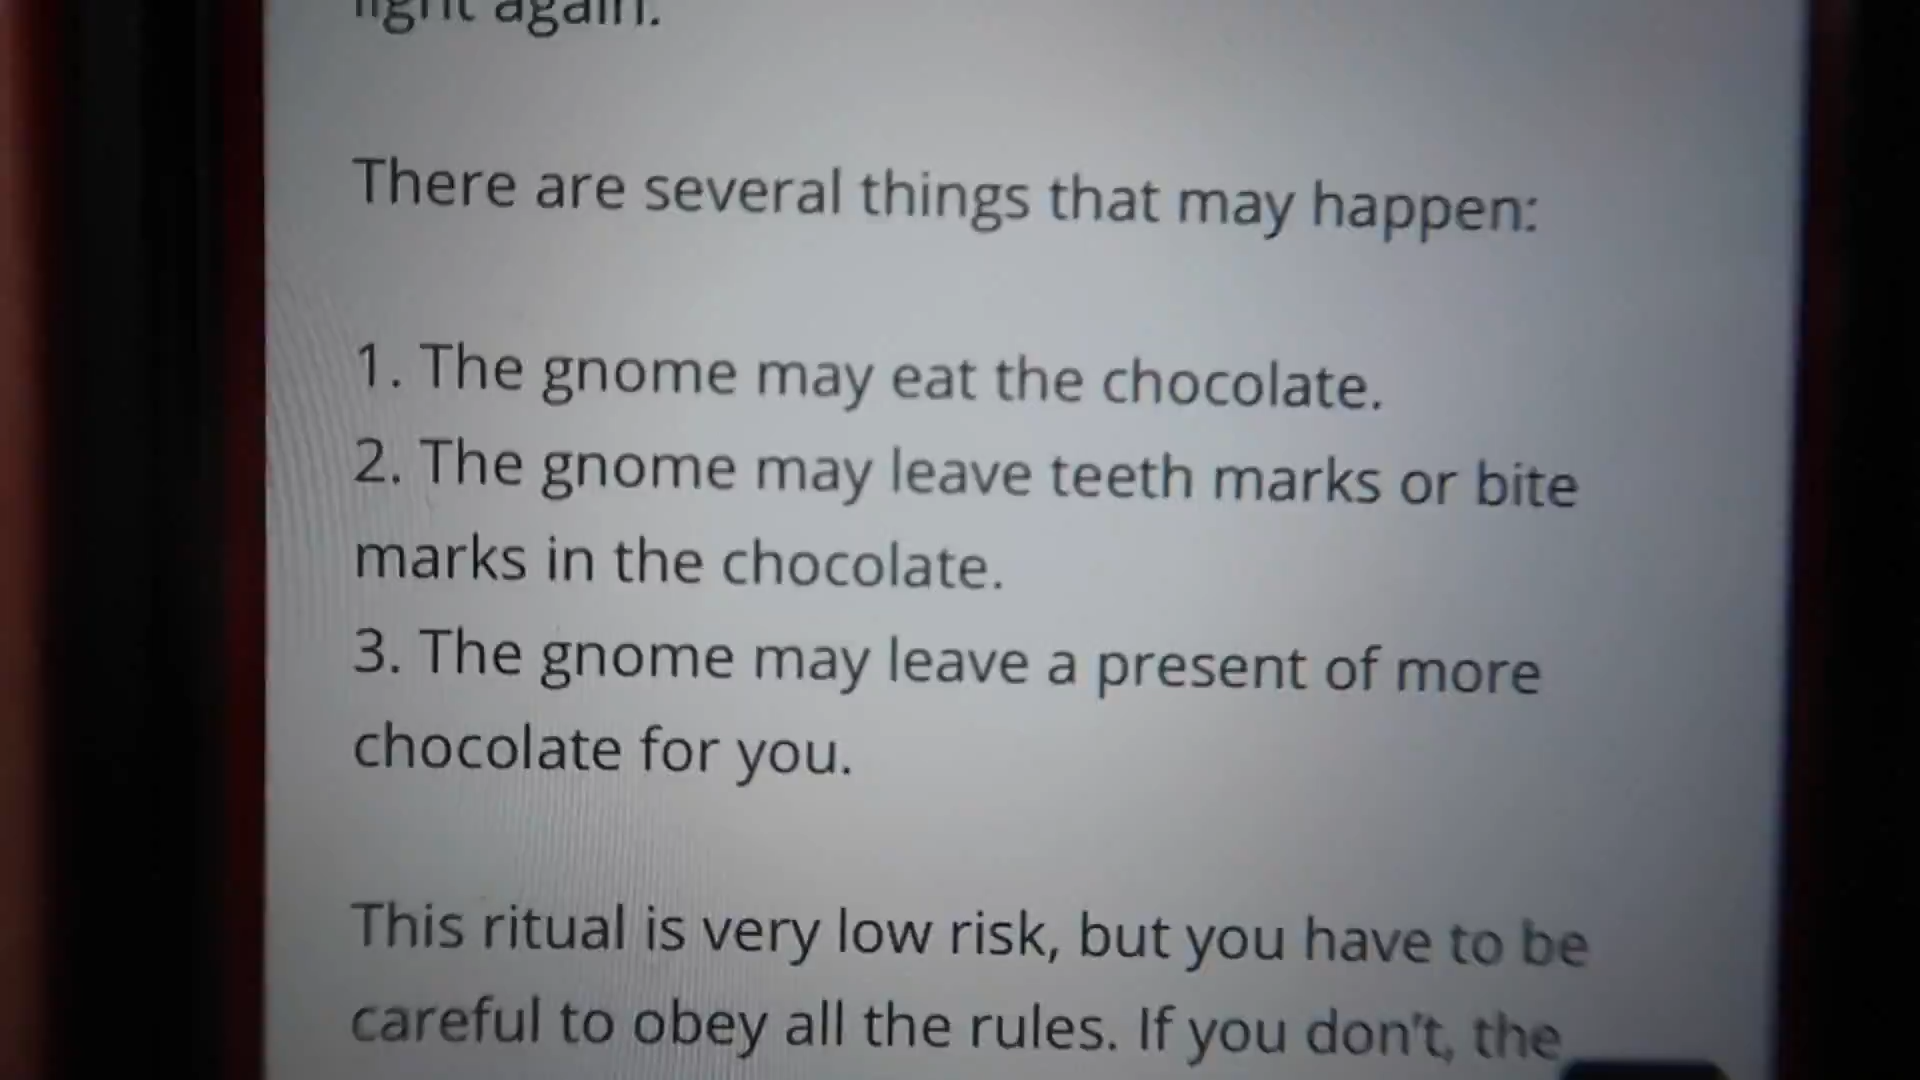 light again.
There are several things that may happen:
1. The gnome may eat the chocolate.
2. The gnome may leave teeth marks or bite
marks in the chocolate.
3. The gnome may leave a present of more
chocolate for you.
This ritual is very low risk, but you have to be
careful to obey all the rules. If you don't, the